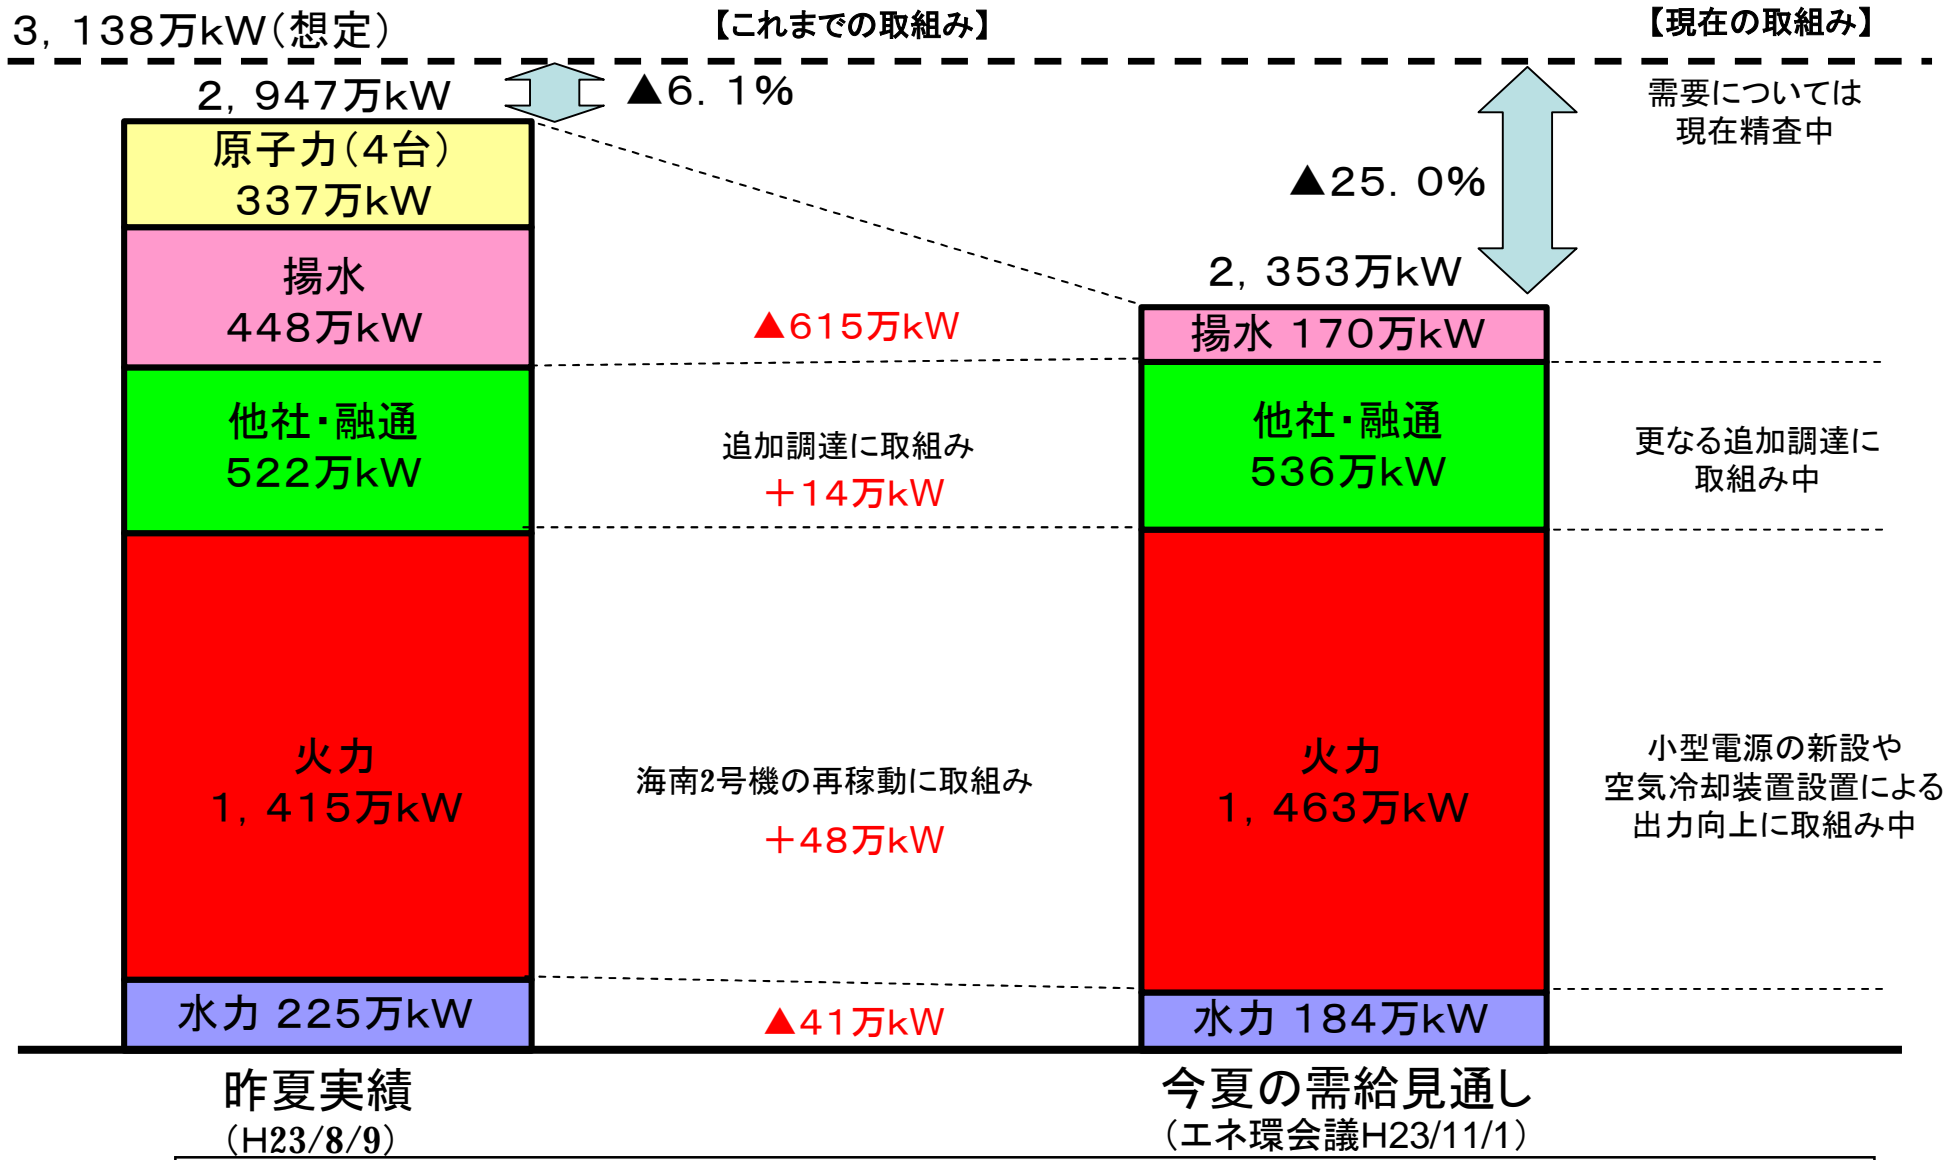 3，138万kW（想定）
【これまでの取組み】
【現在の取組み】
2，947万kW
▲6．1%
需要については
現在精査中
原子力（4台）
337万kW
▲25．0%
揚水
448万kW
2，353万kW
▲615万kW
揚水 170万kW
他社・融通
522万kW
追加調達に取組み
＋14万kW
他社・融通
536万kW
更なる追加調達に
取組み中
火力
1，415万kW
海南2号機の再稼動に取組み
＋48万kW
火力
1，463万kW
小型電源の新設や
空気冷却装置設置による
出力向上に取組み中
水力 225万kW
▲41万kW
水力 184万kW
昨夏実績
（H23/8/9）
今夏の需給見通し
（エネ環会議H23/11/1）